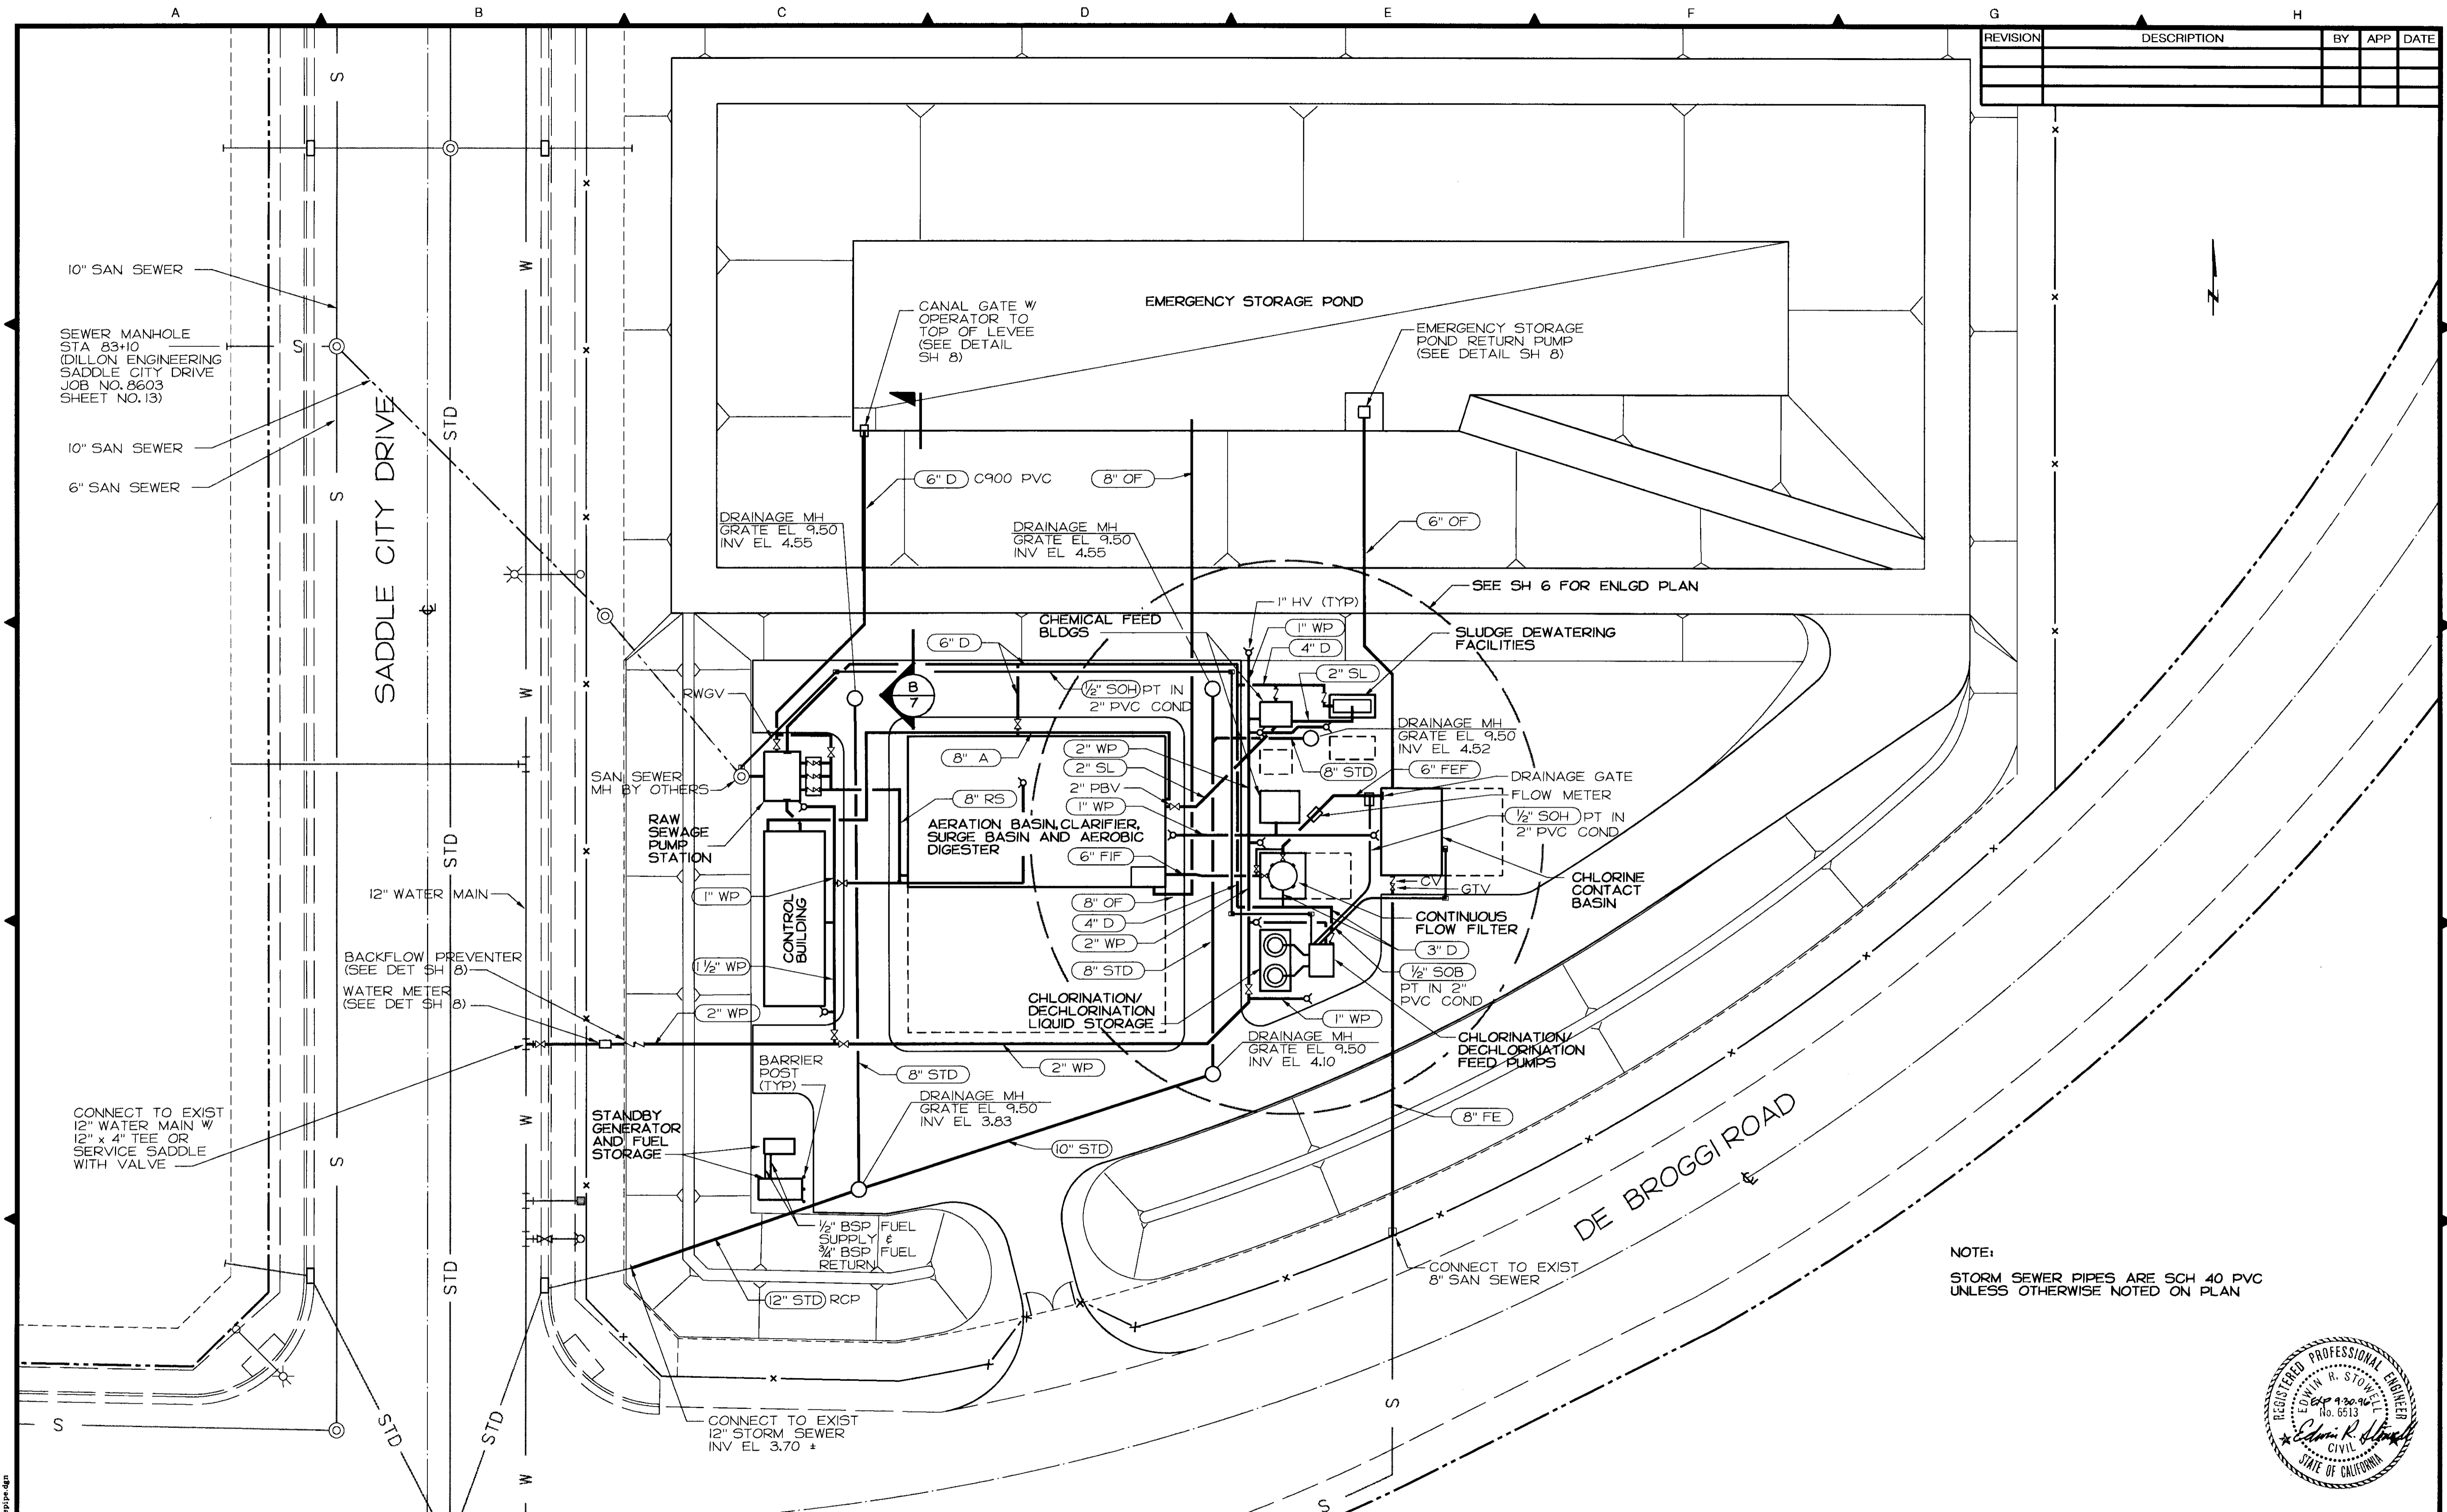 A B C D E F G H
REVISION DESCRIPTION BY APP DATE
S
STD
W
10" SAN SEWER
SEWER MANHOLE
STA 83+10
(DILLON ENGINEERING
SADDLE CITY DRIVE
JOB NO. 8603
SHEET NO. 13)
S
10" SAN SEWER
6" SAN SEWER
SADDLE CITY DRIVE
℄
STD
W
S
CANAL GATE W/
OPERATOR TO
TOP OF LEVEE
(SEE DETAIL
SH 8)
EMERGENCY STORAGE POND
EMERGENCY STORAGE
POND RETURN PUMP
(SEE DETAIL SH 8)
N
6" D C900 PVC
8" OF
6" OF
DRAINAGE MH
GRATE EL 9.50
INV EL 4.55
DRAINAGE MH
GRATE EL 9.50
INV EL 4.55
SEE SH 6 FOR ENLGD PLAN
1" HV (TYP)
CHEMICAL FEED
BLDGS
1" WP
4" D
SLUDGE DEWATERING
FACILITIES
6" D
2" SL
RWGV
B
7
½" SOH PT IN
2" PVC COND
DRAINAGE MH
GRATE EL 9.50
INV EL 4.52
W
8" A
2" WP
2" SL
2" PBV
1" WP
8" STD
6" FEF
DRAINAGE GATE
FLOW METER
½" SOH PT IN
2" PVC COND
SAN SEWER
MH BY OTHERS
8" RS
RAW
SEWAGE
PUMP
STATION
AERATION BASIN, CLARIFIER,
SURGE BASIN AND AEROBIC
DIGESTER
6" FIF
STD
12" WATER MAIN
1" WP
CONTROL
BUILDING
8" OF
4" D
2" WP
8" STD
CV
GTV
CHLORINE
CONTACT
BASIN
CONTINUOUS
FLOW FILTER
3" D
½" SOB
PT IN 2"
PVC COND
BACKFLOW PREVENTER
(SEE DET SH 8)
WATER METER
(SEE DET SH 8)
1 ½" WP
2" WP
CHLORINATION/
DECHLORINATION
LIQUID STORAGE
1" WP
DRAINAGE MH
GRATE EL 9.50
INV EL 4.10
CHLORINATION/
DECHLORINATION
FEED PUMPS
BARRIER
POST
(TYP)
8" STD
2" WP
DRAINAGE MH
GRATE EL 9.50
INV EL 3.83
CONNECT TO EXIST
12" WATER MAIN W/
12" x 4" TEE OR
SERVICE SADDLE
WITH VALVE
STANDBY
GENERATOR
AND FUEL
STORAGE
W
S
10" STD
8" FE
DE BROGGI ROAD
℄
½" BSP FUEL
SUPPLY &
¾" BSP FUEL
RETURN
STD
12" STD RCP
CONNECT TO EXIST
8" SAN SEWER
NOTE:
STORM SEWER PIPES ARE SCH 40 PVC
UNLESS OTHERWISE NOTED ON PLAN
CONNECT TO EXIST
12" STORM SEWER
INV EL 3.70 ±
S
STD
STD
W
S
S
REGISTERED PROFESSIONAL ENGINEER
EDWIN R. STOWELL
EXP 9-30-96
No. 6513
Edwin R. Stowell
CIVIL
STATE OF CALIFORNIA